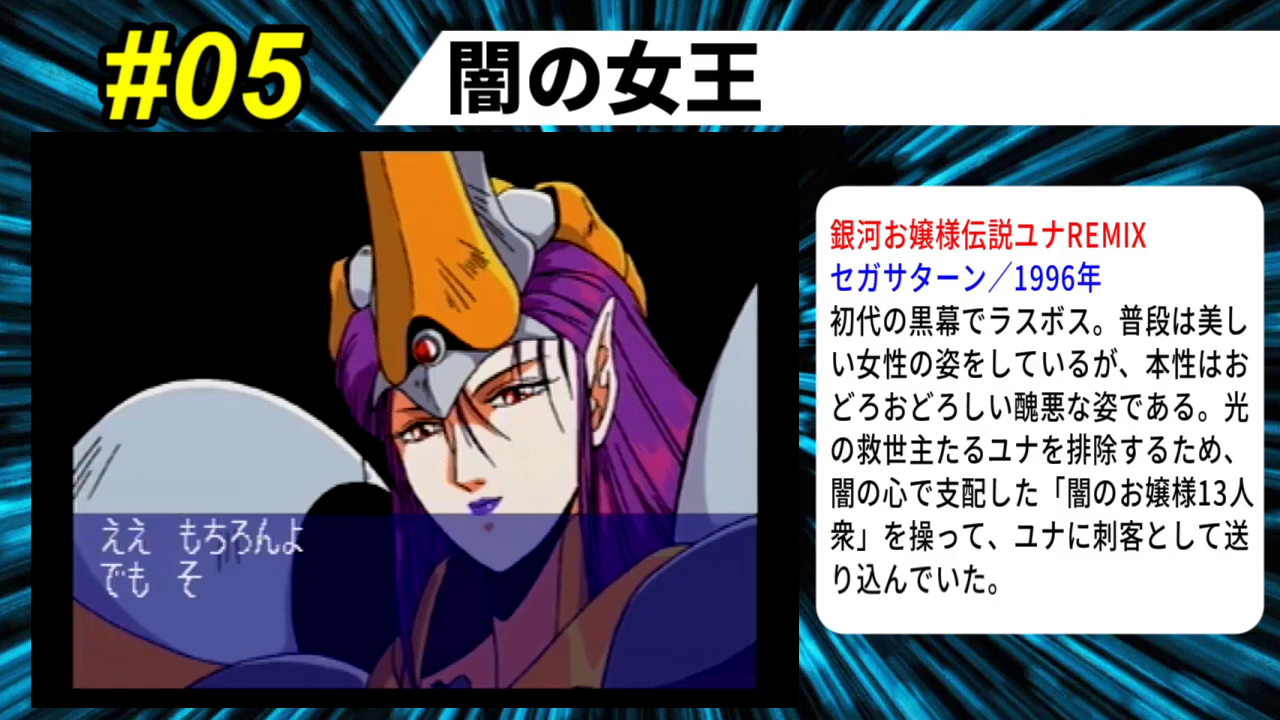 #05
闇の女王
銀河お嬢様伝説ユナREMIX
セガサターン／1996年
初代の黒幕でラスボス。普段は美し
い女性の姿をしているが、本性はお
どろおどろしい醜悪な姿である。光
の救世主たるユナを排除するため、
闇の心で支配した「闇のお嬢様13人
衆」を操って、ユナに刺客として送
り込んでいた。
ええ　もちろんよ
でも　そ